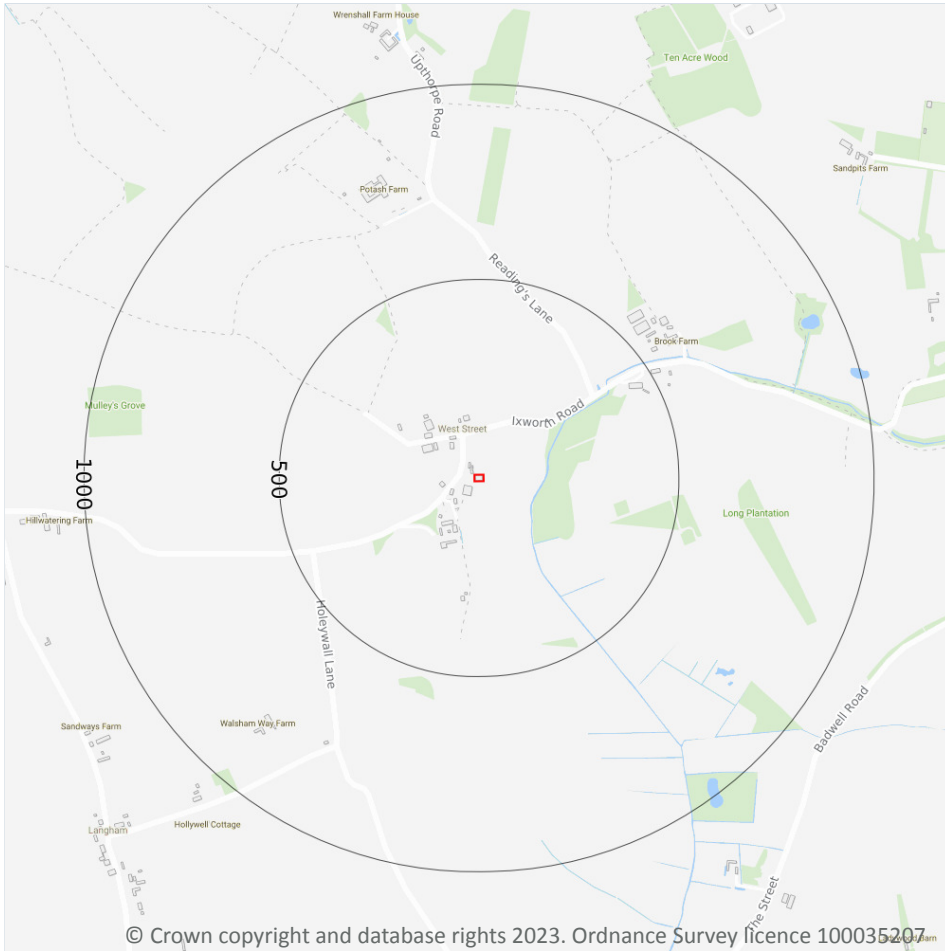 Wrenshall Farm House
Upthorpe Road
Ten Acre Wood
Sandpits Farm
Potash Farm
Reading's Lane
Brook Farm
Mulley's Grove
Ixworth Road
West Street
1000
500
Hillwatering Farm
Long Plantation
Holeywall Lane
Badwell Road
Sandways Farm
Walsham Way Farm
Langham
Hollywell Cottage
The Street
© Crown copyright and database rights 2023. Ordnance Survey licence 100035207.